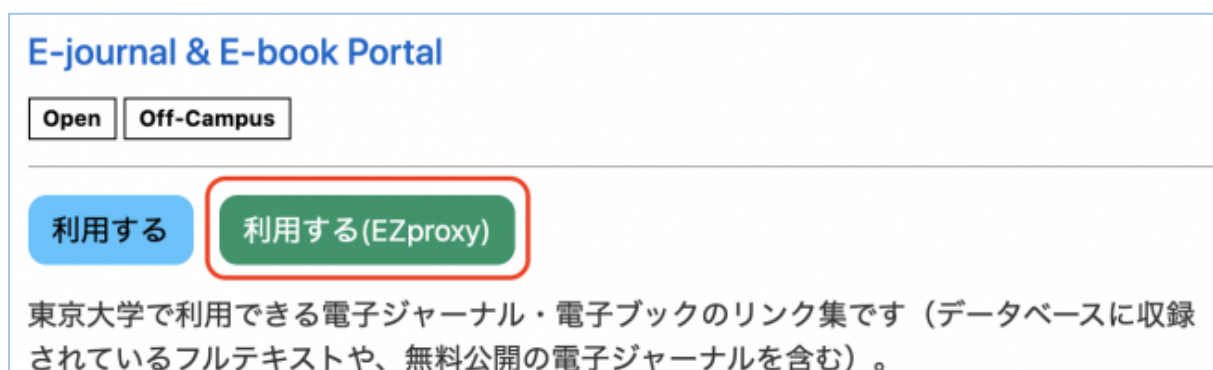 E-journal & E-book Portal
Open Off-Campus
利用する 利用する(EZproxy)
東京大学で利用できる電子ジャーナル・電子ブックのリンク集です（データベースに収録
されているフルテキストや、無料公開の電子ジャーナルを含む）。